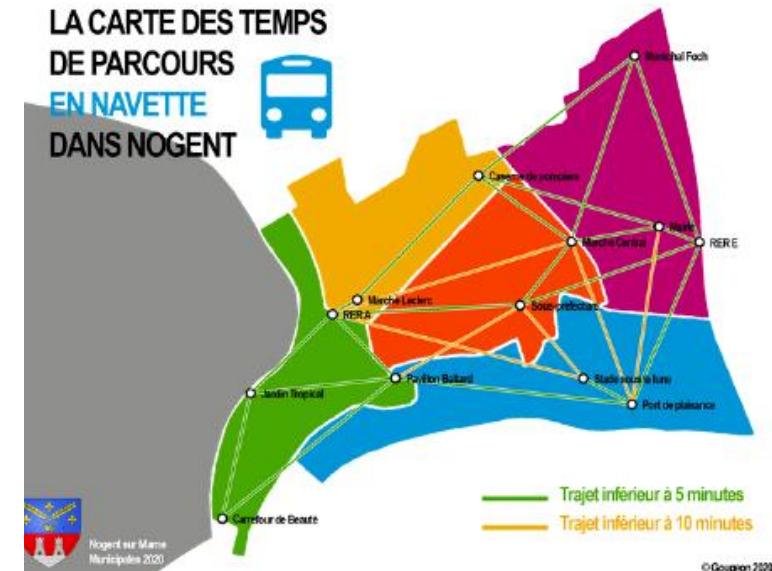 LA CARTE DES TEMPS
DE PARCOURS
EN NAVETTE
DANS NOGENT
Maréchal Foch
Caserne de pompiers
Mairie
Marché Central
RER E
Marché Leclerc
Sous-préfecture
RER A
Pavillon Baltard
Stade sous la lune
Jardin Tropical
Port de plaisance
Carrefour de Beauté
Trajet inférieur à 5 minutes
Trajet inférieur à 10 minutes
Nogent sur Marne
Municipales 2020
© Gougeon 2020